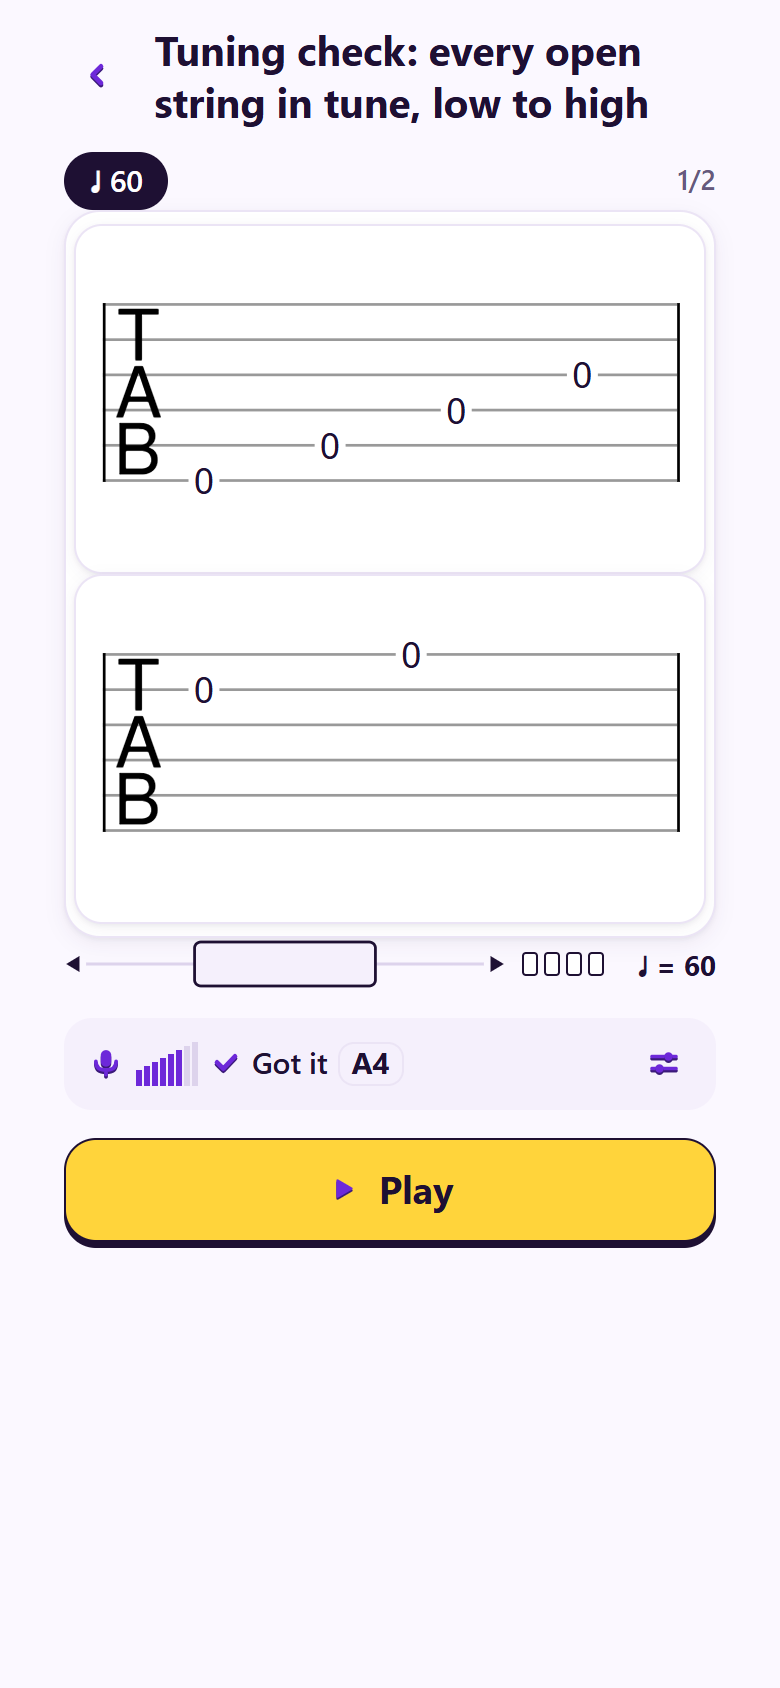 Tuning check: every open
string in tune, low to high
♩ 60
1/2
T
A
B
0
0
0
0
T
A
B
0
0
♩ = 60
Got it A4
Play